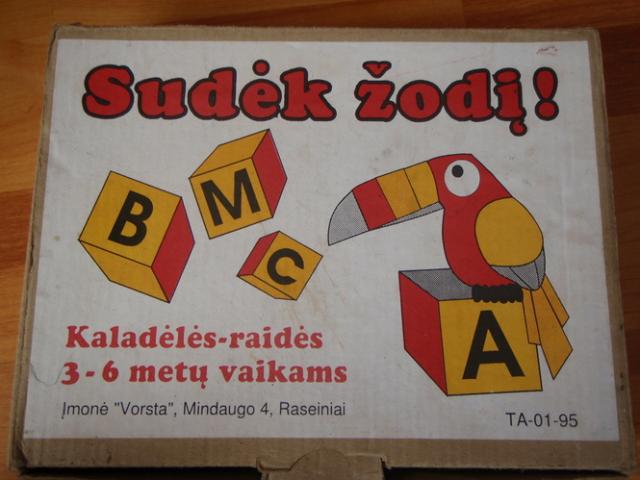 Sudėk žodį!
B
M
C
A
Kaladėlės-raidės
3-6 metų vaikams
Įmonė "Vorsta", Mindaugo 4, Raseiniai
TA-01-95